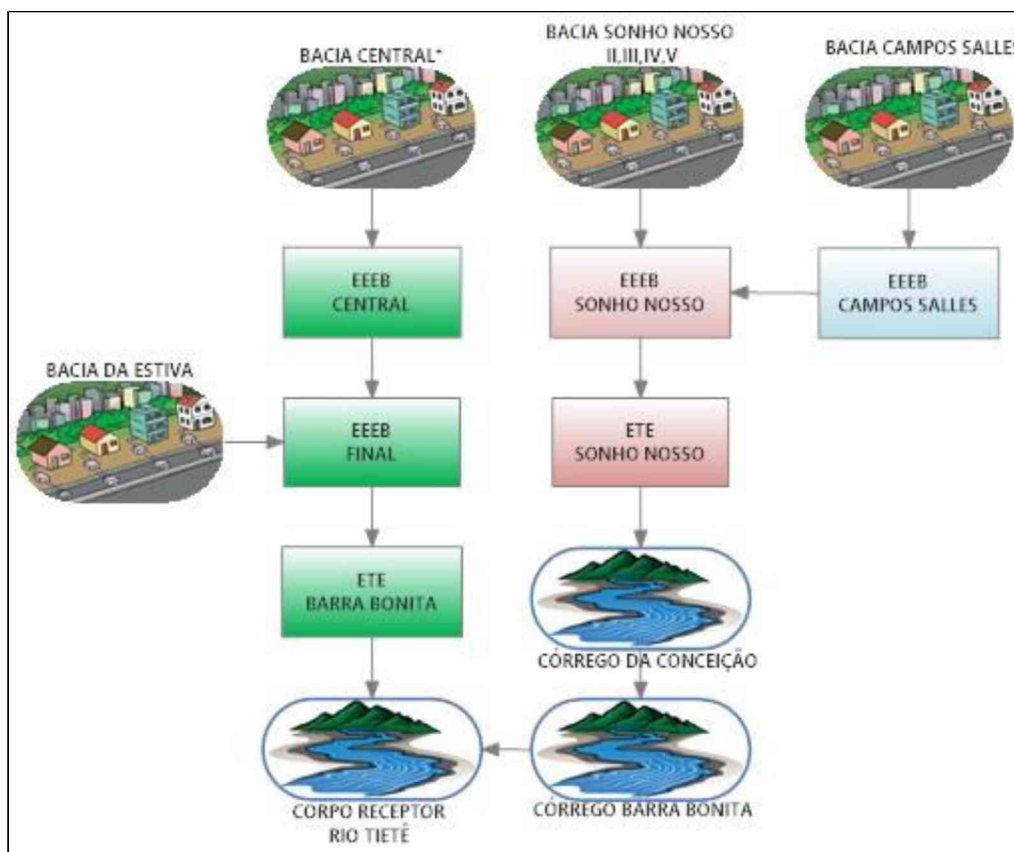 BACIA CENTRAL*
BACIA SONHO NOSSO
II,III,IV,V
BACIA CAMPOS SALLES
EEEB
CENTRAL
EEEB
SONHO NOSSO
EEEB
CAMPOS SALLES
BACIA DA ESTIVA
EEEB
FINAL
ETE
SONHO NOSSO
ETE
BARRA BONITA
CÓRREGO DA CONCEIÇÃO
CORPO RECEPTOR
RIO TIETÊ
CÓRREGO BARRA BONITA